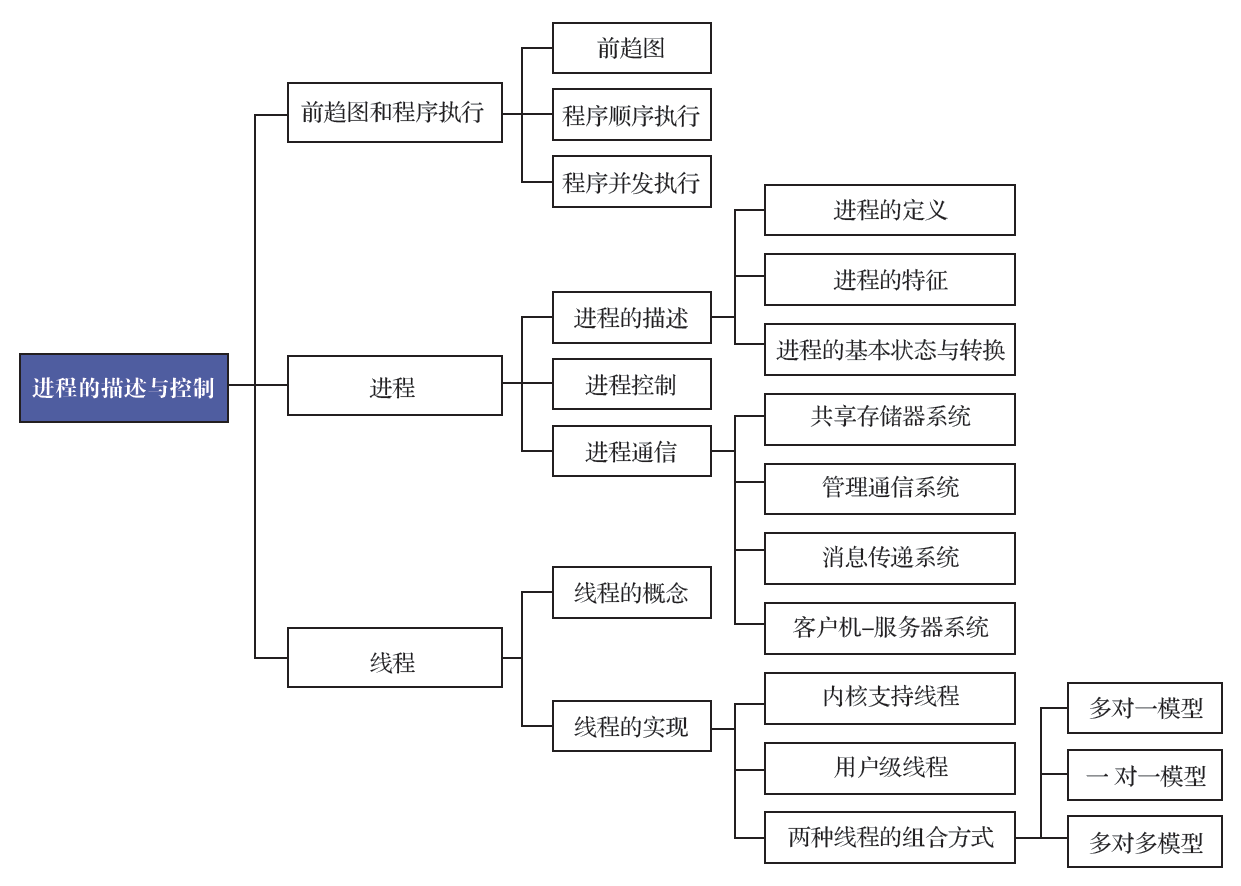 进程的描述与控制
前趋图和程序执行
前趋图
程序顺序执行
程序并发执行
进程
进程的描述
进程的定义
进程的特征
进程的基本状态与转换
进程控制
进程通信
共享存储器系统
管理通信系统
消息传递系统
客户机–服务器系统
线程
线程的概念
线程的实现
内核支持线程
用户级线程
两种线程的组合方式
多对一模型
一 对一模型
多对多模型